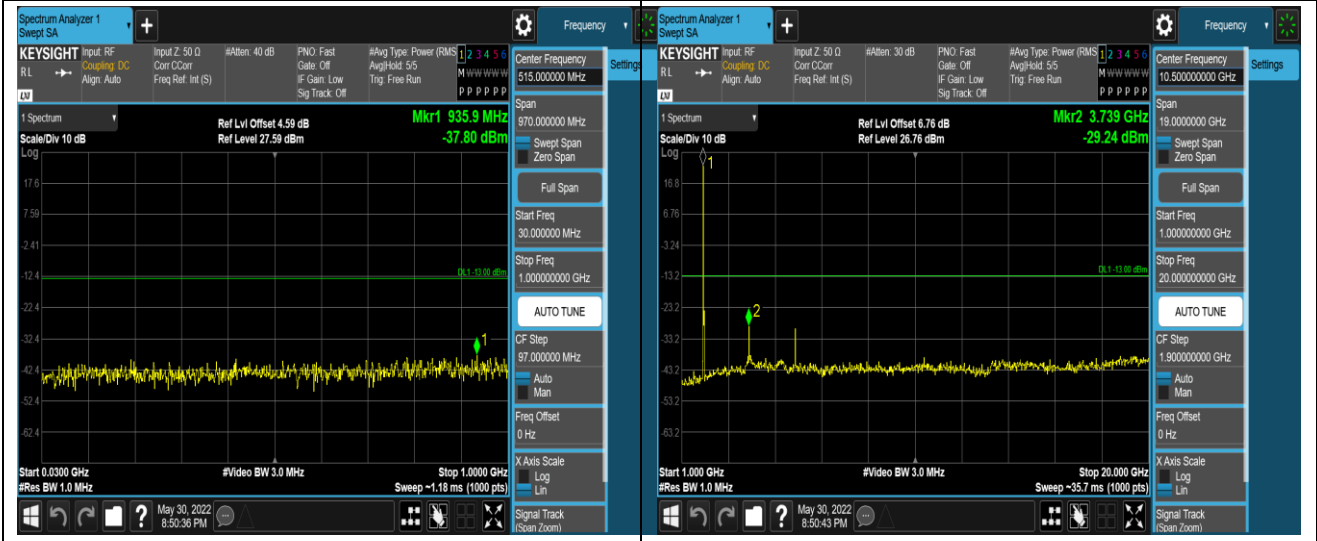 Spectrum Analyzer 1
Swept SA
+
Frequency
KEYSIGHT
RL
Input: RF
Coupling: DC
Align: Auto
Input Z: 50 Ω
Corr CCorr
Freq Ref: Int (S)
#Atten: 40 dB
PNO: Fast
Gate: Off
IF Gain: Low
Sig Track: Off
#Avg Type: Power (RMS
Avg|Hold: 5/5
Trig: Free Run
1 2 3 4 5 6
M W W W W W
P P P P P P
Center Frequency
515.000000 MHz
Settings
1 Spectrum
Scale/Div 10 dB
Log
Ref Lvl Offset 4.59 dB
Ref Level 27.59 dBm
Mkr1 935.9 MHz
-37.80 dBm
17.6
7.59
-2.41
-12.4
-22.4
-32.4
-42.4
-52.4
-62.4
DL1 -13.00 dBm
1
Start 0.0300 GHz
#Res BW 1.0 MHz
#Video BW 3.0 MHz
Stop 1.0000 GHz
Sweep ~1.18 ms (1000 pts)
Span
970.000000 MHz
Swept Span
Zero Span
Full Span
Start Freq
30.000000 MHz
Stop Freq
1.000000000 GHz
AUTO TUNE
CF Step
97.000000 MHz
Auto
Man
Freq Offset
0 Hz
X Axis Scale
Log
Lin
Signal Track
(Span Zoom)
?
May 30, 2022
8:50:36 PM
Spectrum Analyzer 1
Swept SA
+
Frequency
KEYSIGHT
RL
Input: RF
Coupling: DC
Align: Auto
Input Z: 50 Ω
Corr CCorr
Freq Ref: Int (S)
#Atten: 30 dB
PNO: Fast
Gate: Off
IF Gain: Low
Sig Track: Off
#Avg Type: Power (RMS
Avg|Hold: 5/5
Trig: Free Run
1 2 3 4 5 6
M W W W W W
P P P P P P
Center Frequency
10.500000000 GHz
Settings
1 Spectrum
Scale/Div 10 dB
Log
Ref Lvl Offset 6.76 dB
Ref Level 26.76 dBm
Mkr2 3.739 GHz
-29.24 dBm
16.8
6.76
-3.24
-13.2
-23.2
-33.2
-43.2
-53.2
-63.2
DL1 -13.00 dBm
1
2
Start 1.000 GHz
#Res BW 1.0 MHz
#Video BW 3.0 MHz
Stop 20.000 GHz
Sweep ~35.7 ms (1000 pts)
Span
19.0000000 GHz
Swept Span
Zero Span
Full Span
Start Freq
1.000000000 GHz
Stop Freq
20.000000000 GHz
AUTO TUNE
CF Step
1.900000000 GHz
Auto
Man
Freq Offset
0 Hz
X Axis Scale
Log
Lin
Signal Track
(Span Zoom)
?
May 30, 2022
8:50:43 PM